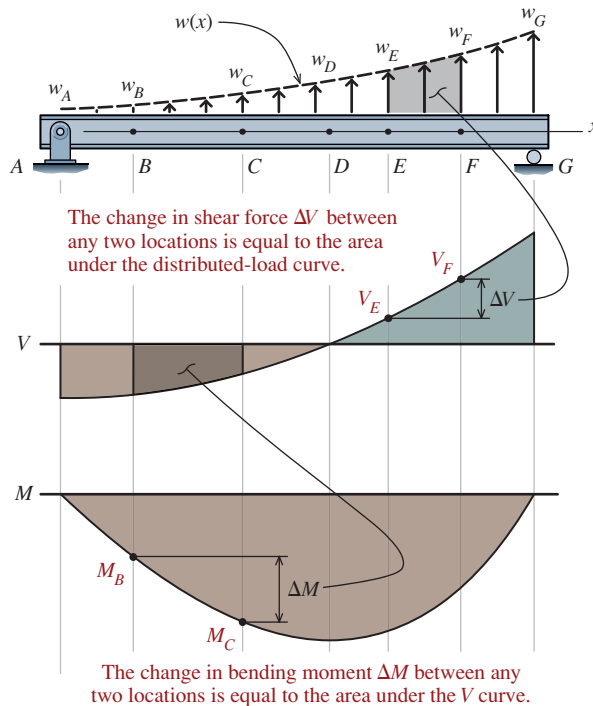 w(x)
w_A
w_B
w_C
w_D
w_E
w_F
w_G
x
A
B
C
D
E
F
G
The change in shear force ΔV between
any two locations is equal to the area
under the distributed-load curve.
V_F
V_E
ΔV
V
M
M_B
ΔM
M_C
The change in bending moment ΔM between any
two locations is equal to the area under the V curve.